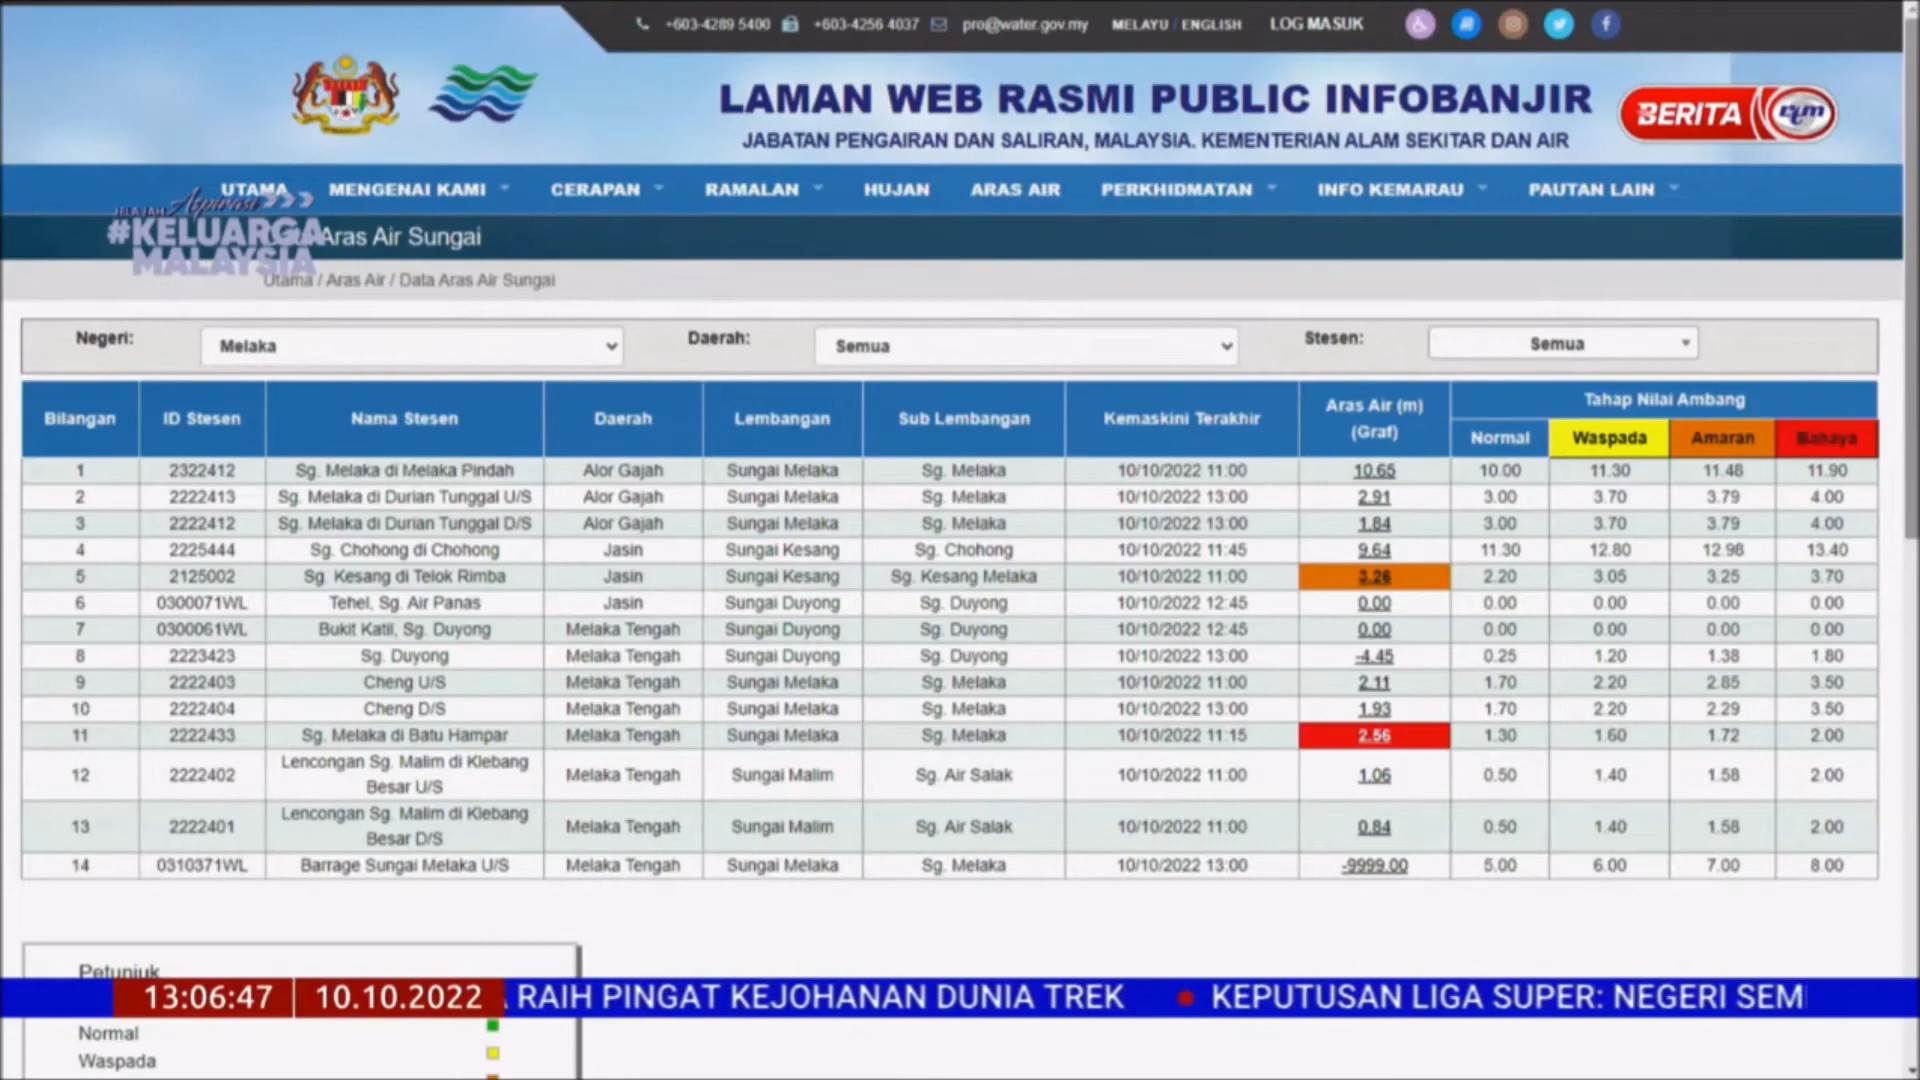 +603-4289 5400 +603-4256 4037 pro@water.gov.my MELAYU / ENGLISH LOG MASUK
LAMAN WEB RASMI PUBLIC INFOBANJIR
JABATAN PENGAIRAN DAN SALIRAN, MALAYSIA. KEMENTERIAN ALAM SEKITAR DAN AIR
BERITA rtm
UTAMA MENGENAI KAMI CERAPAN RAMALAN HUJAN ARAS AIR PERKHIDMATAN INFO KEMARAU PAUTAN LAIN
JELAJAH Aspirasi
#KELUARGA
MALAYSIA
Aras Air Sungai
Utama / Aras Air / Data Aras Air Sungai
Negeri: Melaka Daerah: Semua Stesen: Semua
Bilangan ID Stesen Nama Stesen Daerah Lembangan Sub Lembangan Kemaskini Terakhir Aras Air (m) (Graf) Tahap Nilai Ambang
Normal Waspada Amaran Bahaya
1 2322412 Sg. Melaka di Melaka Pindah Alor Gajah Sungai Melaka Sg. Melaka 10/10/2022 11:00 10.65 10.00 11.30 11.48 11.90
2 2222413 Sg. Melaka di Durian Tunggal U/S Alor Gajah Sungai Melaka Sg. Melaka 10/10/2022 13:00 2.91 3.00 3.70 3.79 4.00
3 2222412 Sg. Melaka di Durian Tunggal D/S Alor Gajah Sungai Melaka Sg. Melaka 10/10/2022 13:00 1.84 3.00 3.70 3.79 4.00
4 2225444 Sg. Chohong di Chohong Jasin Sungai Kesang Sg. Chohong 10/10/2022 11:45 9.64 11.30 12.80 12.98 13.40
5 2125002 Sg. Kesang di Telok Rimba Jasin Sungai Kesang Sg. Kesang Melaka 10/10/2022 11:00 3.26 2.20 3.05 3.25 3.70
6 0300071WL Tehel, Sg. Air Panas Jasin Sungai Duyong Sg. Duyong 10/10/2022 12:45 0.00 0.00 0.00 0.00 0.00
7 0300061WL Bukit Katil, Sg. Duyong Melaka Tengah Sungai Duyong Sg. Duyong 10/10/2022 12:45 0.00 0.00 0.00 0.00 0.00
8 2223423 Sg. Duyong Melaka Tengah Sungai Duyong Sg. Duyong 10/10/2022 13:00 -4.45 0.25 1.20 1.38 1.80
9 2222403 Cheng U/S Melaka Tengah Sungai Melaka Sg. Melaka 10/10/2022 11:00 2.11 1.70 2.20 2.85 3.50
10 2222404 Cheng D/S Melaka Tengah Sungai Melaka Sg. Melaka 10/10/2022 13:00 1.93 1.70 2.20 2.29 3.50
11 2222433 Sg. Melaka di Batu Hampar Melaka Tengah Sungai Melaka Sg. Melaka 10/10/2022 11:15 2.56 1.30 1.60 1.72 2.00
12 2222402 Lencongan Sg. Malim di Klebang Besar U/S Melaka Tengah Sungai Malim Sg. Air Salak 10/10/2022 11:00 1.06 0.50 1.40 1.58 2.00
13 2222401 Lencongan Sg. Malim di Klebang Besar D/S Melaka Tengah Sungai Malim Sg. Air Salak 10/10/2022 11:00 0.84 0.50 1.40 1.58 2.00
14 0310371WL Barrage Sungai Melaka U/S Melaka Tengah Sungai Melaka Sg. Melaka 10/10/2022 13:00 -9999.00 5.00 6.00 7.00 8.00
Petunjuk
13:06:47 10.10.2022 RAIH PINGAT KEJOHANAN DUNIA TREK • KEPUTUSAN LIGA SUPER: NEGERI SEM
Normal
Waspada